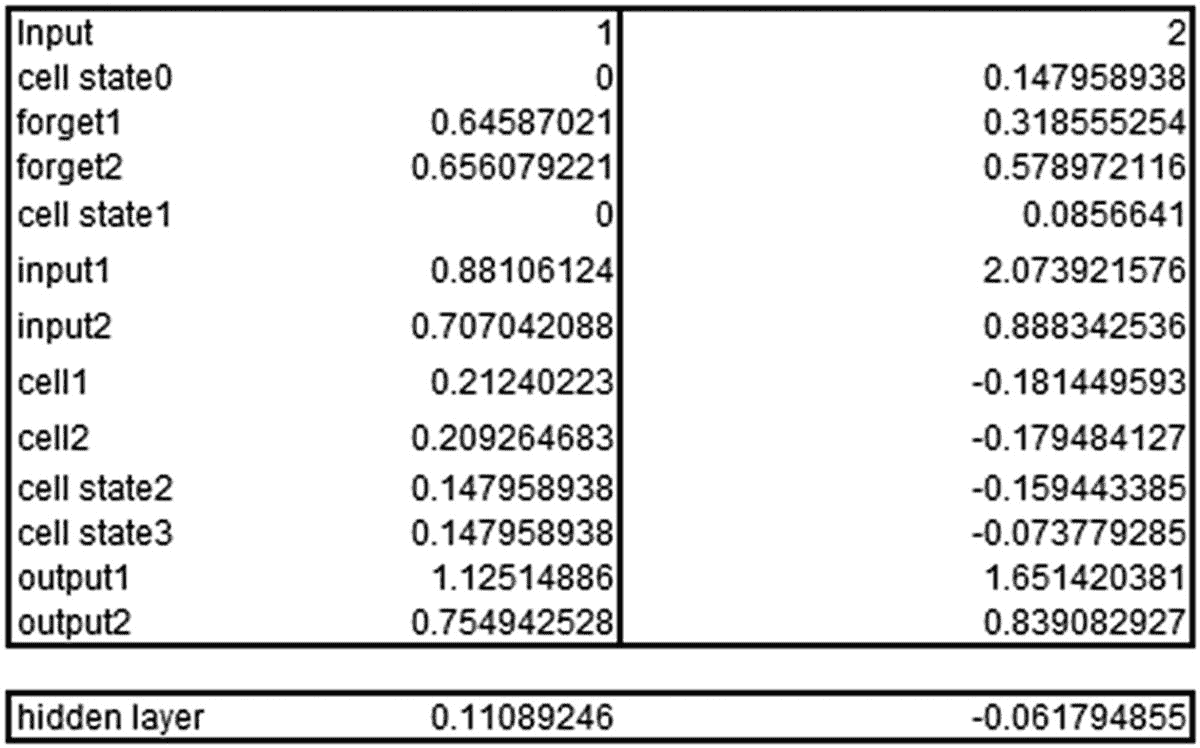 Input 1 2
cell state0 0 0.147958938
forget1 0.64587021 0.318555254
forget2 0.656079221 0.578972116
cell state1 0 0.0856641
input1 0.88106124 2.073921576
input2 0.707042088 0.888342536
cell1 0.21240223 -0.181449593
cell2 0.209264683 -0.179484127
cell state2 0.147958938 -0.159443385
cell state3 0.147958938 -0.073779285
output1 1.12514886 1.651420381
output2 0.754942528 0.839082927
hidden layer 0.11089246 -0.061794855